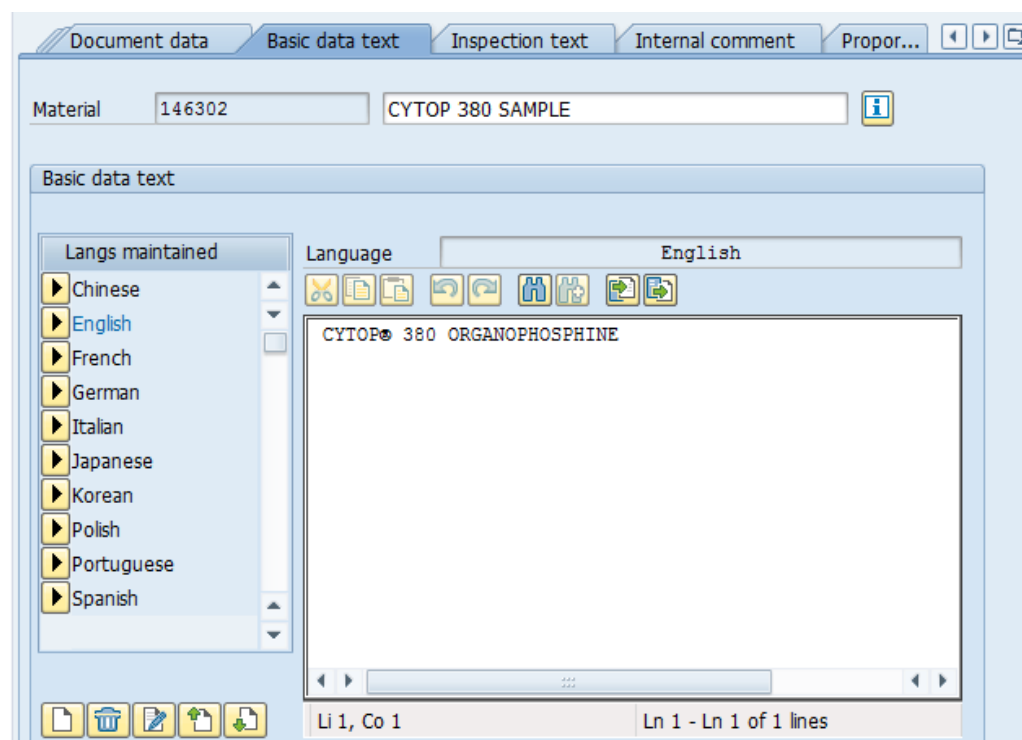 Document data Basic data text Inspection text Internal comment Propor...
Material 146302 CYTOP 380 SAMPLE
Basic data text
Langs maintained
Language English
Chinese
English
French
German
Italian
Japanese
Korean
Polish
Portuguese
Spanish
CYTOP® 380 ORGANOPHOSPHINE
Li 1, Co 1 Ln 1 - Ln 1 of 1 lines